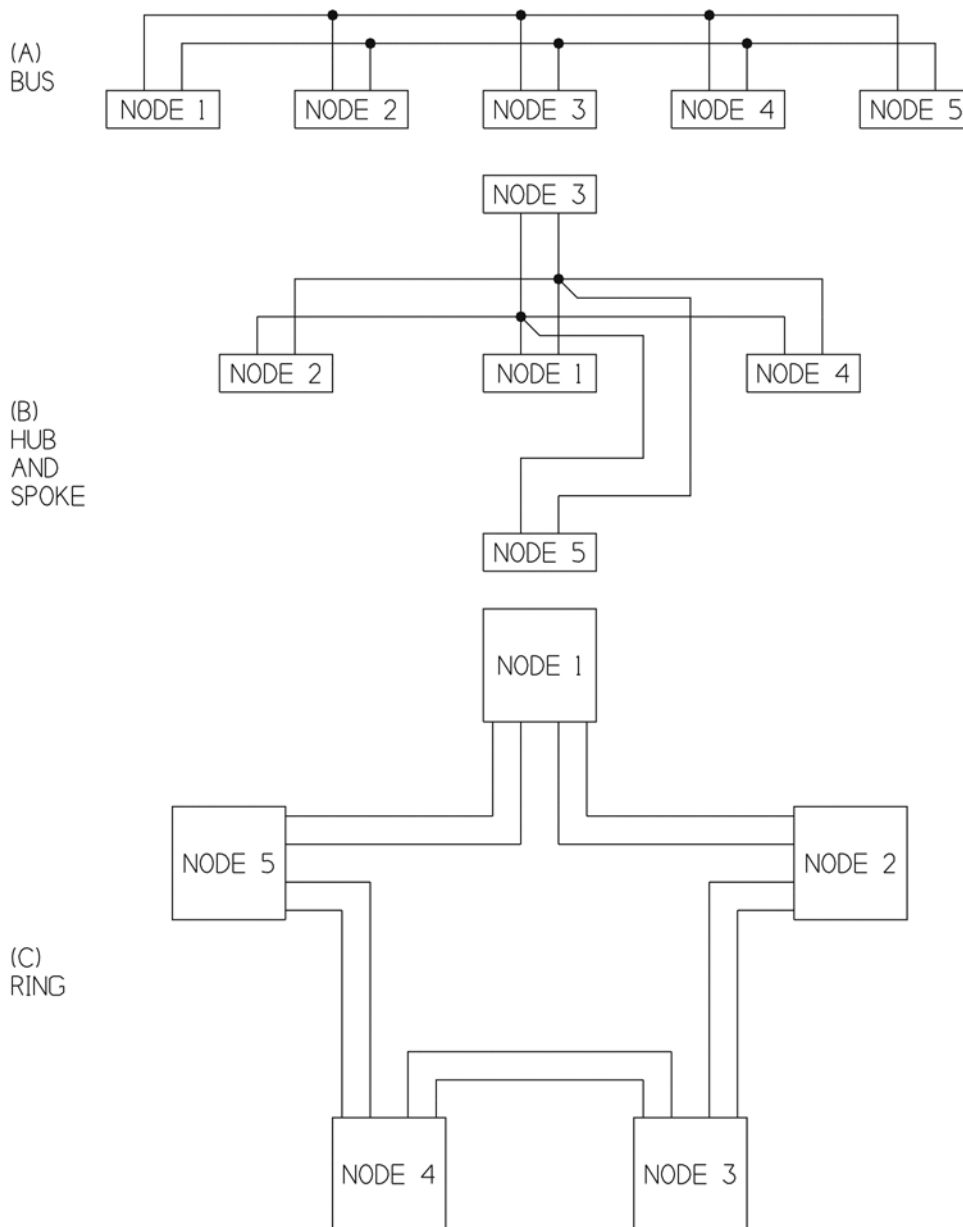 (A)
BUS
NODE 1
NODE 2
NODE 3
NODE 4
NODE 5
NODE 3
NODE 2
NODE 1
NODE 4
(B)
HUB
AND
SPOKE
NODE 5
NODE 1
NODE 5
NODE 2
(C)
RING
NODE 4
NODE 3